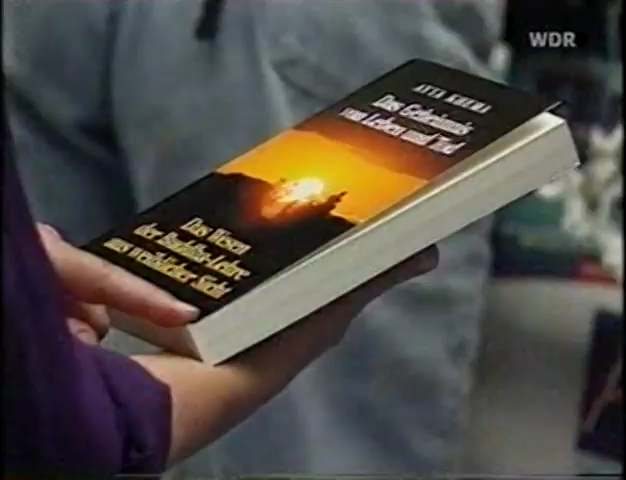 WDR
AYYA KHEMA
Das Geheimnis
von Leben und Tod
Das Wesen
der Buddha-Lehre
aus weiblicher Sicht